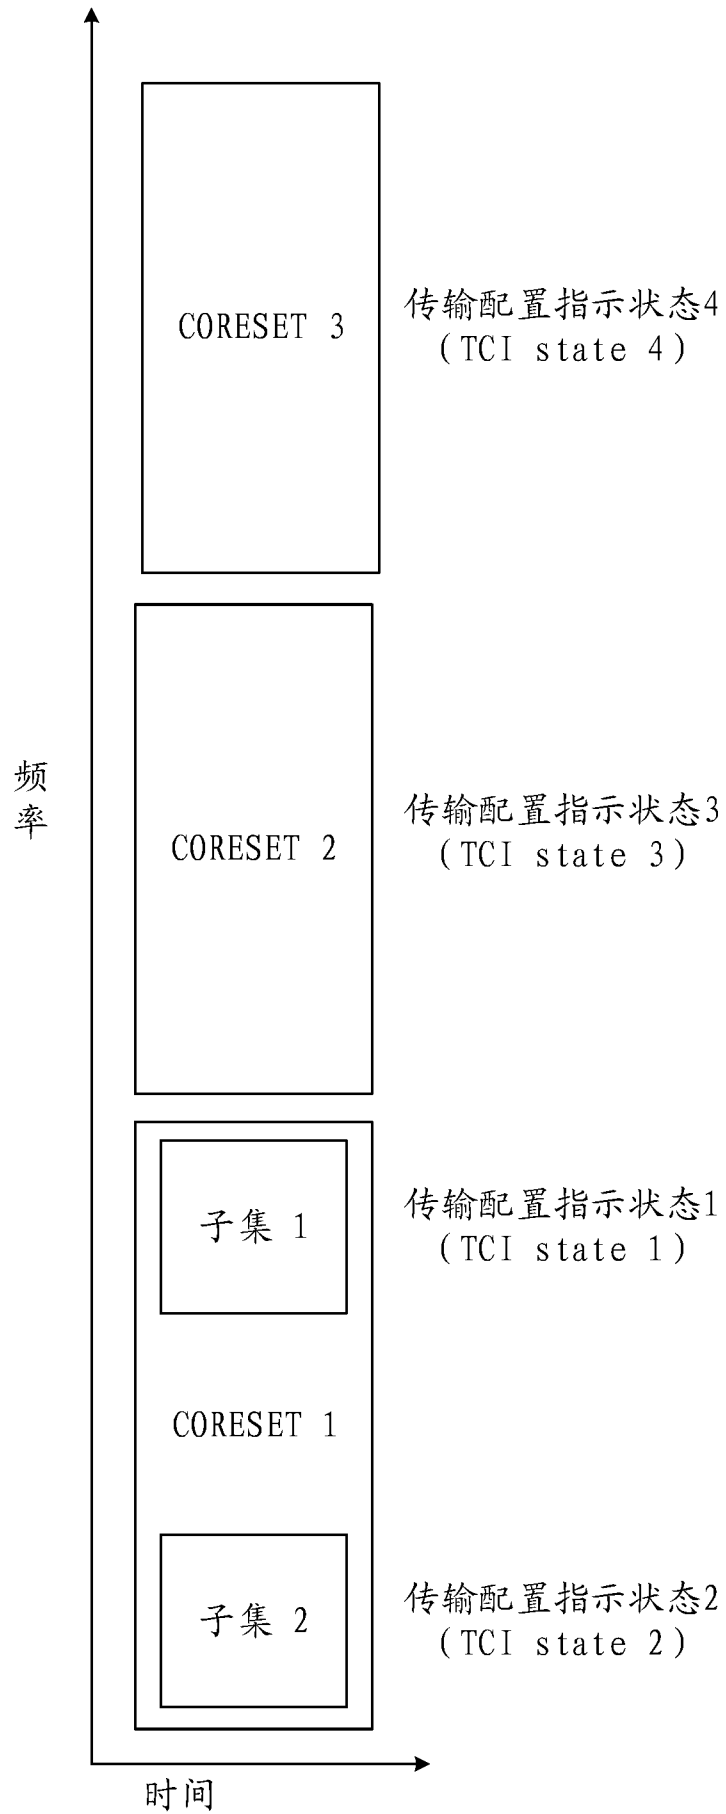 CORESET 3
传输配置指示状态4
(TCI state 4)
频
率
CORESET 2
传输配置指示状态3
(TCI state 3)
子集 1
传输配置指示状态1
(TCI state 1)
CORESET 1
子集 2
传输配置指示状态2
(TCI state 2)
时间